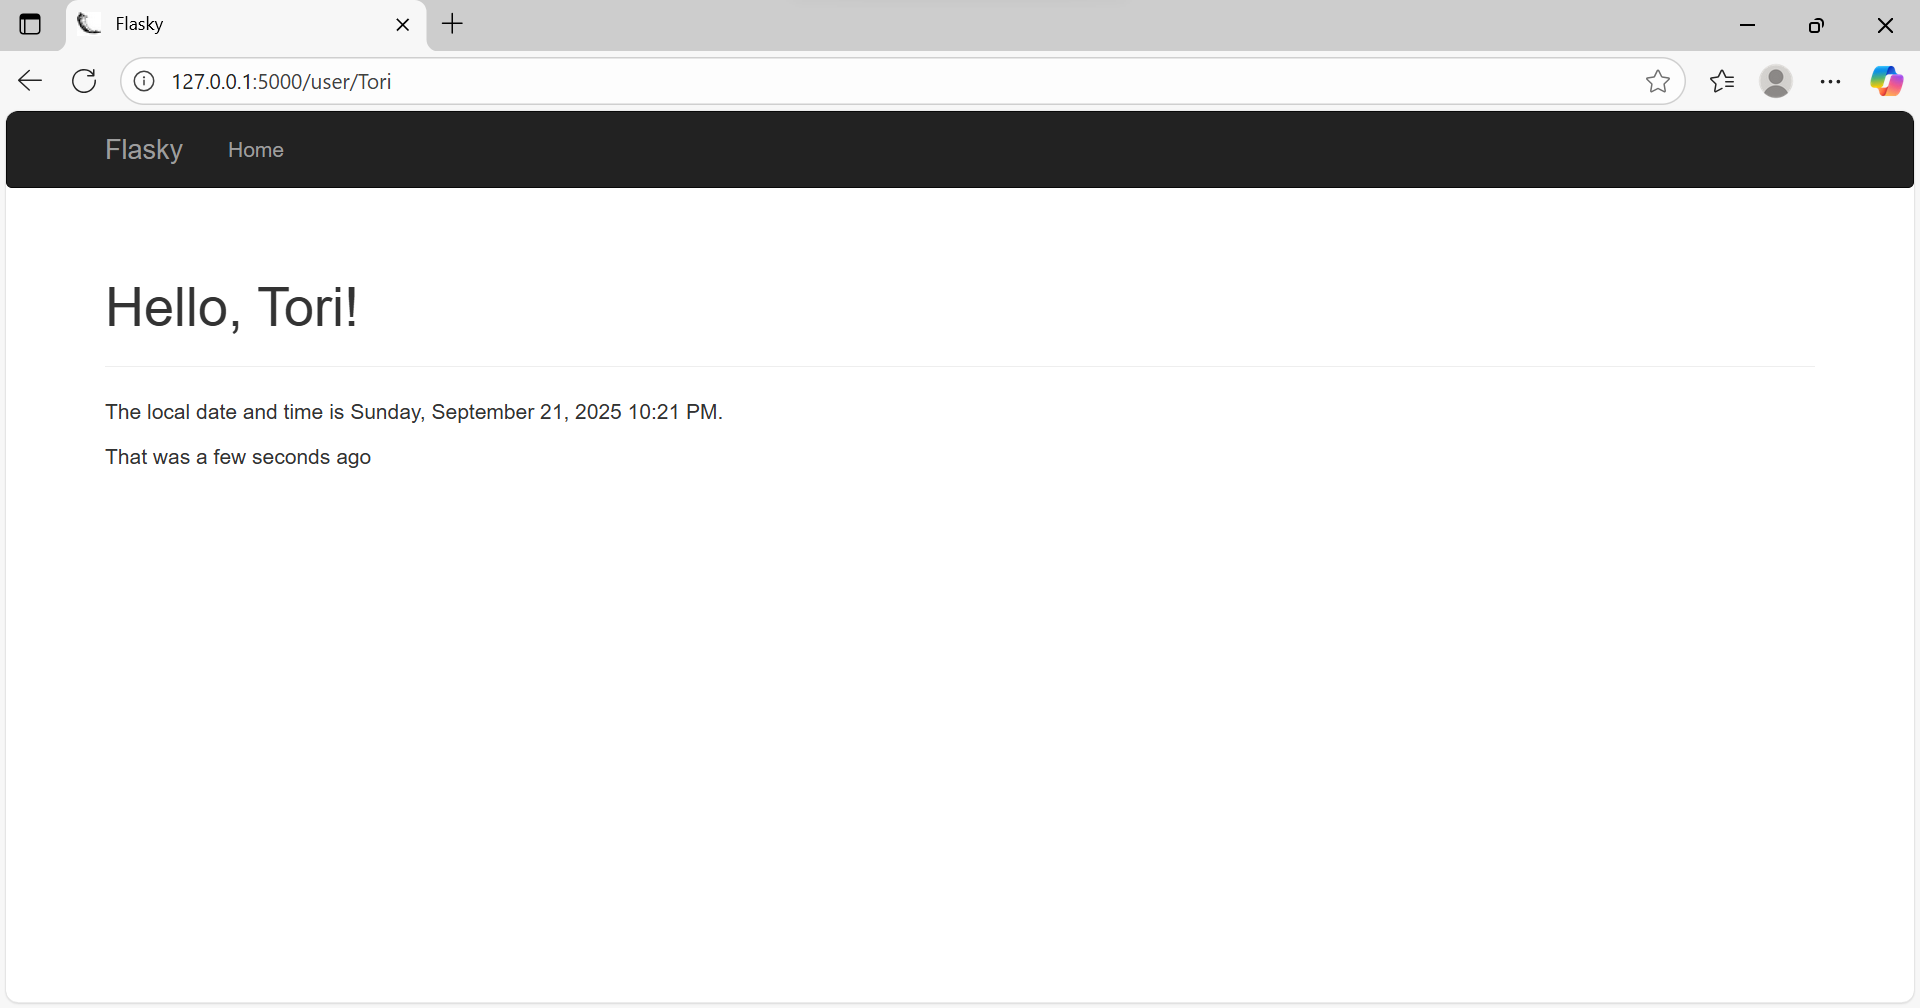 Flasky
127.0.0.1:5000/user/Tori
Flasky Home
Hello, Tori!
The local date and time is Sunday, September 21, 2025 10:21 PM.
That was a few seconds ago